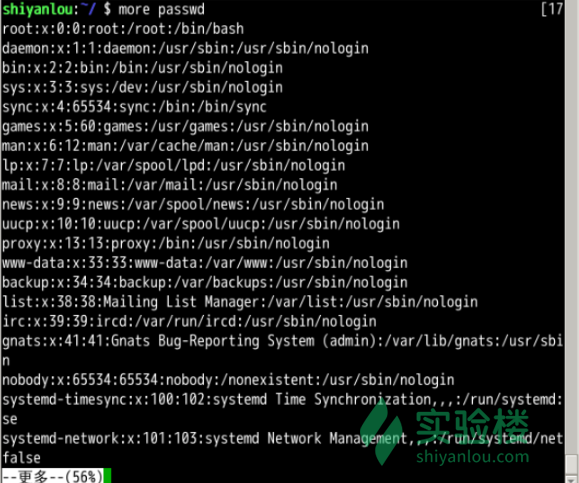 shiyanlou:~/ $ more passwd [17
root:x:0:0:root:/root:/bin/bash
daemon:x:1:1:daemon:/usr/sbin:/usr/sbin/nologin
bin:x:2:2:bin:/bin:/usr/sbin/nologin
sys:x:3:3:sys:/dev:/usr/sbin/nologin
sync:x:4:65534:sync:/bin:/bin/sync
games:x:5:60:games:/usr/games:/usr/sbin/nologin
man:x:6:12:man:/var/cache/man:/usr/sbin/nologin
lp:x:7:7:lp:/var/spool/lpd:/usr/sbin/nologin
mail:x:8:8:mail:/var/mail:/usr/sbin/nologin
news:x:9:9:news:/var/spool/news:/usr/sbin/nologin
uucp:x:10:10:uucp:/var/spool/uucp:/usr/sbin/nologin
proxy:x:13:13:proxy:/bin:/usr/sbin/nologin
www-data:x:33:33:www-data:/var/www:/usr/sbin/nologin
backup:x:34:34:backup:/var/backups:/usr/sbin/nologin
list:x:38:38:Mailing List Manager:/var/list:/usr/sbin/nologin
irc:x:39:39:ircd:/var/run/ircd:/usr/sbin/nologin
gnats:x:41:41:Gnats Bug-Reporting System (admin):/var/lib/gnats:/usr/sbi
n
nobody:x:65534:65534:nobody:/nonexistent:/usr/sbin/nologin
systemd-timesync:x:100:102:systemd Time Synchronization,,,:/run/systemd:
se
systemd-network:x:101:103:systemd Network Management,,,:/run/systemd/net
false
--更多--(56%)
实验楼
shiyanlou.com